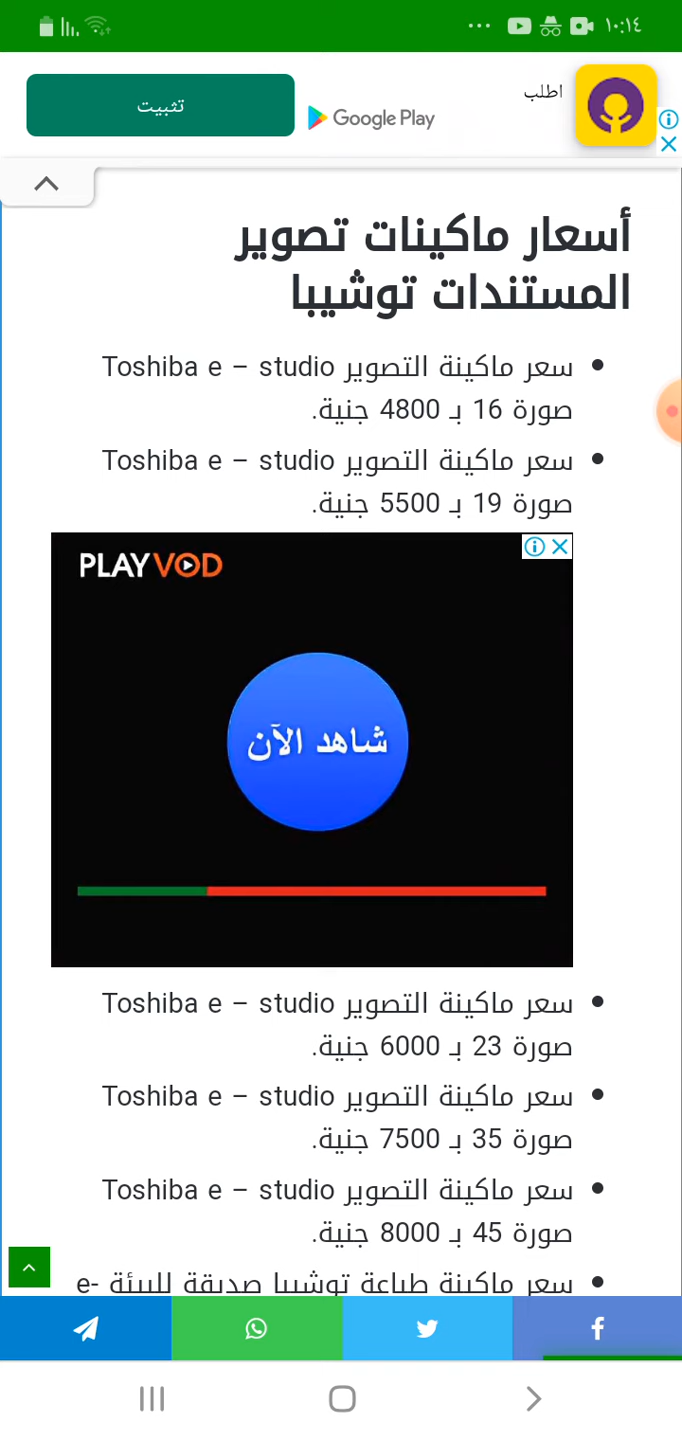 ١٠:١٤
اطلب
Google Play
تثبيت
أسعار ماكينات تصوير
المستندات توشيبا
سعر ماكينة التصوير Toshiba e – studio
صورة 16 بـ 4800 جنية.
سعر ماكينة التصوير Toshiba e – studio
صورة 19 بـ 5500 جنية.
PLAYVOD
شاهد الآن
سعر ماكينة التصوير Toshiba e – studio
صورة 23 بـ 6000 جنية.
سعر ماكينة التصوير Toshiba e – studio
صورة 35 بـ 7500 جنية.
سعر ماكينة التصوير Toshiba e – studio
صورة 45 بـ 8000 جنية.
سعر ماكينة طباعة توشيبا صديقة للبيئة e-